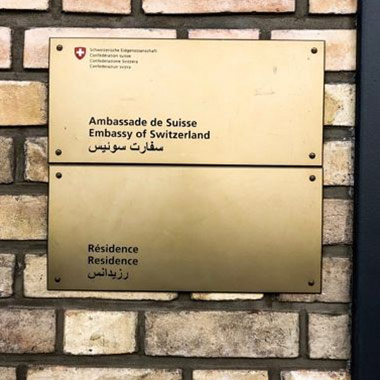 Schweizerische Eidgenossenschaft
Confédération suisse
Confederazione Svizzera
Confederaziun svizra
Ambassade de Suisse
Embassy of Switzerland
سفارت سوئیس
Résidence
Residence
رزیدانس